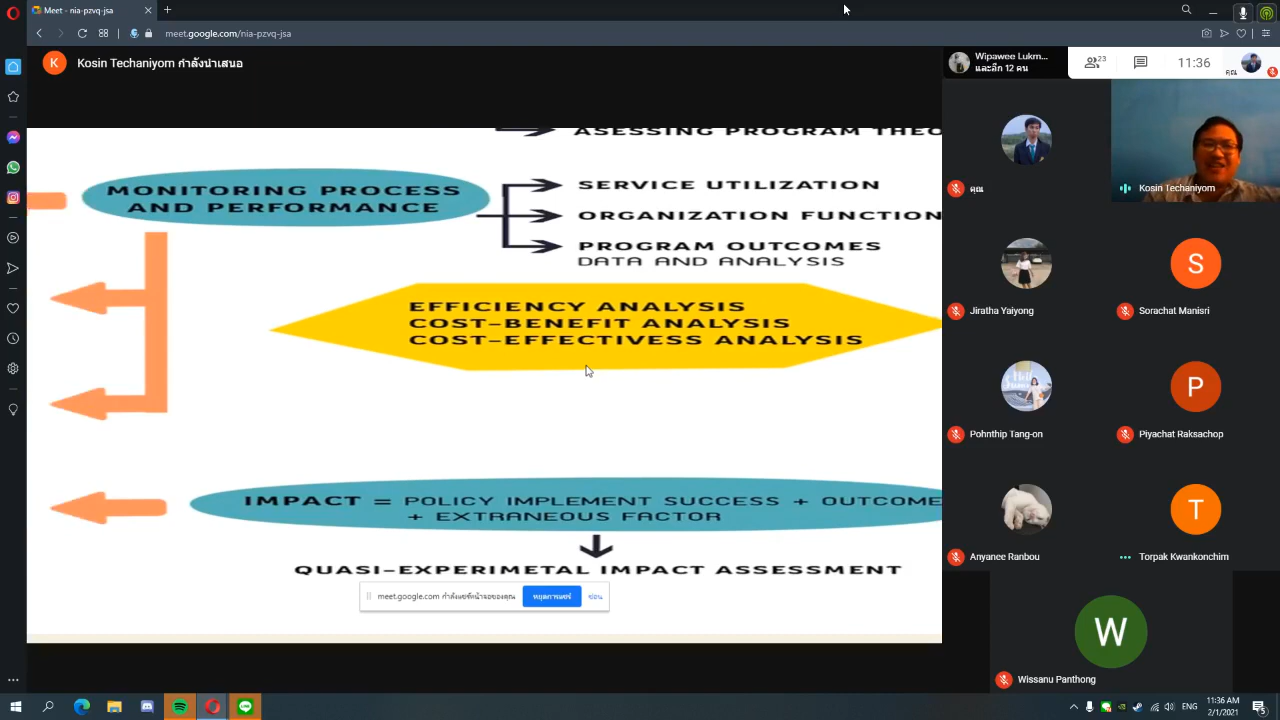 Meet - nia-pzvq-jsa
meet.google.com/nia-pzvq-jsa
K
Kosin Techaniyom กำลังนำเสนอ
Wipawee Lukm...
และอีก 12 คน
23
11:36
คุณ
ASESSING PROGRAM THEO
MONITORING PROCESS
AND PERFORMANCE
SERVICE UTILIZATION
ORGANIZATION FUNCTION
PROGRAM OUTCOMES
DATA AND ANALYSIS
EFFICIENCY ANALYSIS
COST-BENEFIT ANALYSIS
COST-EFFECTIVESS ANALYSIS
IMPACT = POLICY IMPLEMENT SUCCESS + OUTCOME
+ EXTRANEOUS FACTOR
QUASI-EXPERIMETAL IMPACT ASSESSMENT
meet.google.com กำลังแชร์หน้าจอของคุณ
หยุดการแชร์
ซ่อน
คุณ
Kosin Techaniyom
Jiratha Yaiyong
S
Sorachat Manisri
Pohnthip Tang-on
P
Piyachat Raksachop
Anyanee Ranbou
T
Torpak Kwankonchim
W
Wissanu Panthong
11:36 AM
2/1/2021
5